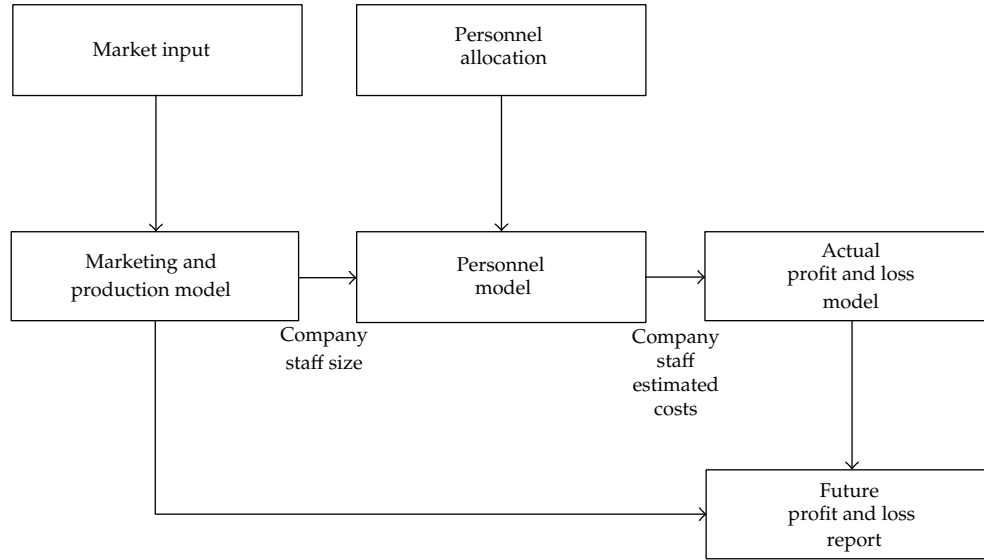 Market input
Personnel
allocation
Marketing and
production model
Personnel
model
Actual
profit and loss
model
Company
staff size
Company
staff
estimated
costs
Future
profit and loss
report